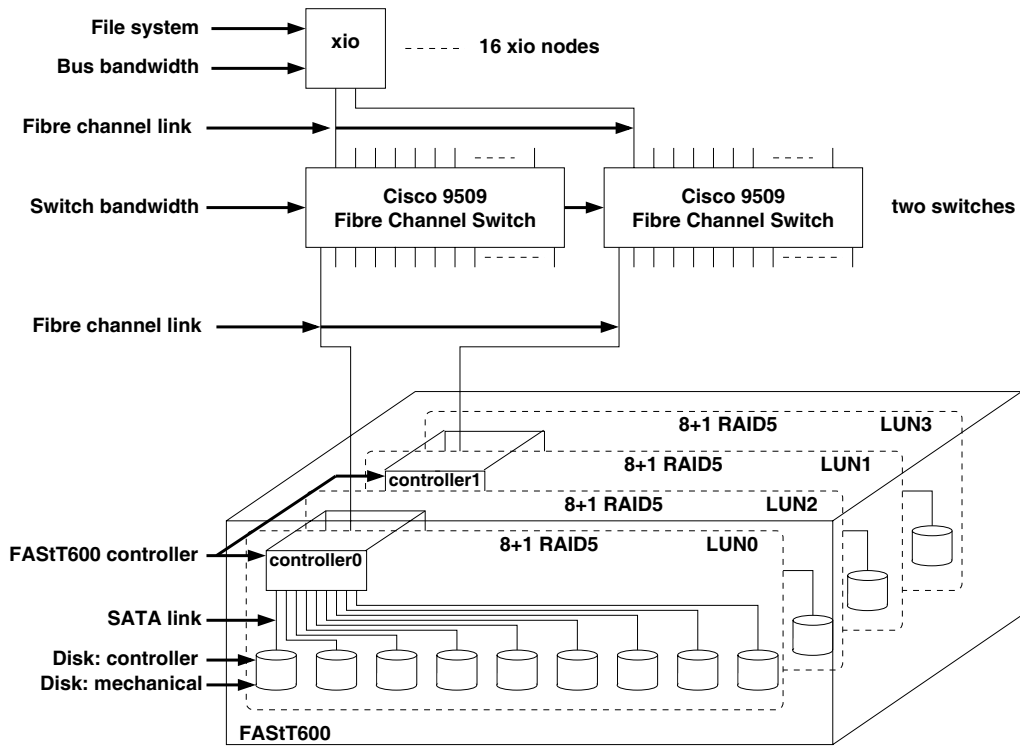 File system
xio
16 xio nodes
Bus bandwidth
Fibre channel link
Switch bandwidth
Cisco 9509
Fibre Channel Switch
Cisco 9509
Fibre Channel Switch
two switches
Fibre channel link
8+1 RAID5 LUN3
8+1 RAID5 LUN1
controller1
8+1 RAID5 LUN2
8+1 RAID5 LUN0
FAStT600 controller
controller0
SATA link
Disk: controller
Disk: mechanical
FAStT600